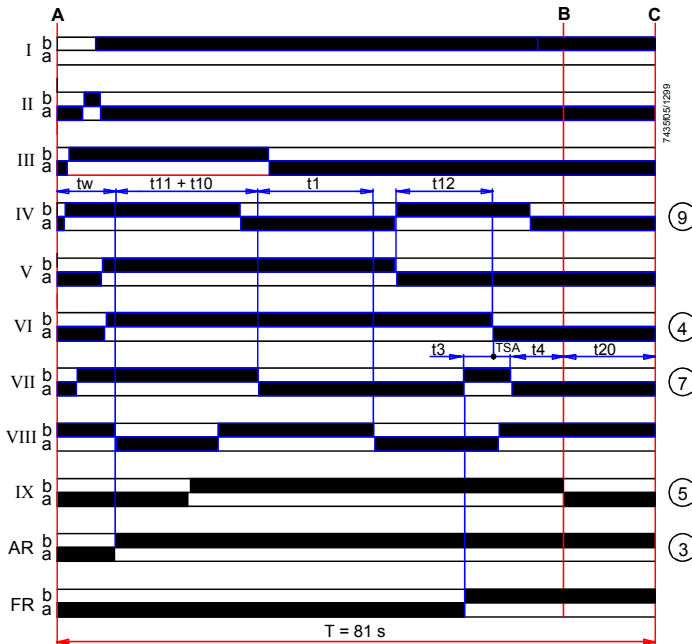 A B C
I b
a
II b
a
7435f05/1299
III b
a
tw t11 + t10 t1 t12
IV b
a
9
V b
a
VI b
a
4
t3 TSA t4 t20
VII b
a
7
VIII b
a
IX b
a
5
AR b
a
3
FR b
a
T = 81 s